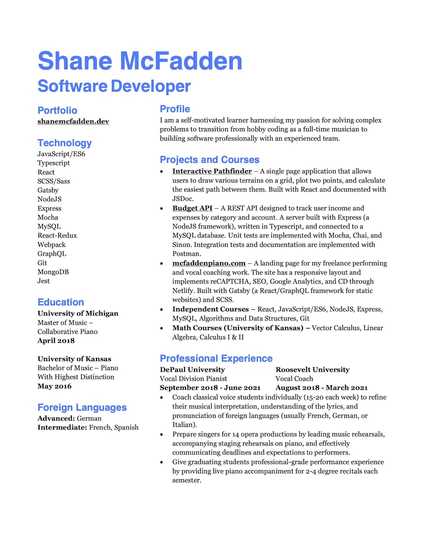 Shane McFadden
Software Developer
Portfolio
shanemcfadden.dev
Technology
JavaScript/ES6
Typescript
React
SCSS/Sass
Gatsby
NodeJS
Express
Mocha
MySQL
React-Redux
Webpack
GraphQL
Git
MongoDB
Jest
Education
University of Michigan
Master of Music –
Collaborative Piano
April 2018
University of Kansas
Bachelor of Music – Piano
With Highest Distinction
May 2016
Foreign Languages
Advanced: German
Intermediate: French, Spanish
Profile
I am a self-motivated learner harnessing my passion for solving complex
problems to transition from hobby coding as a full-time musician to
building software professionally with an experienced team.
Projects and Courses
• Interactive Pathfinder – A single page application that allows
users to draw various terrains on a grid, plot two points, and calculate
the easiest path between them. Built with React and documented with
JSDoc.
• Budget API – A REST API designed to track user income and
expenses by category and account. A server built with Express (a
NodeJS framework), written in Typescript, and connected to a
MySQL database. Unit tests are implemented with Mocha, Chai, and
Sinon. Integration tests and documentation are implemented with
Postman.
• mcfaddenpiano.com – A landing page for my freelance performing
and vocal coaching work. The site has a responsive layout and
implements reCAPTCHA, SEO, Google Analytics, and CD through
Netlify. Built with Gatsby (a React/GraphQL framework for static
websites) and SCSS.
• Independent Courses – React, JavaScript/ES6, NodeJS, Express,
MySQL, Algorithms and Data Structures, Git
• Math Courses (University of Kansas) – Vector Calculus, Linear
Algebra, Calculus I & II
Professional Experience
DePaul University
Vocal Division Pianist
September 2018 - June 2021
Roosevelt University
Vocal Coach
August 2018 - March 2021
• Coach classical voice students individually (15-20 each week) to refine
their musical interpretation, understanding of the lyrics, and
pronunciation of foreign languages (usually French, German, or
Italian).
• Prepare singers for 14 opera productions by leading music rehearsals,
accompanying staging rehearsals on piano, and effectively
communicating deadlines and expectations to performers.
• Give graduating students professional-grade performance experience
by providing live piano accompaniment for 2-4 degree recitals each
semester.